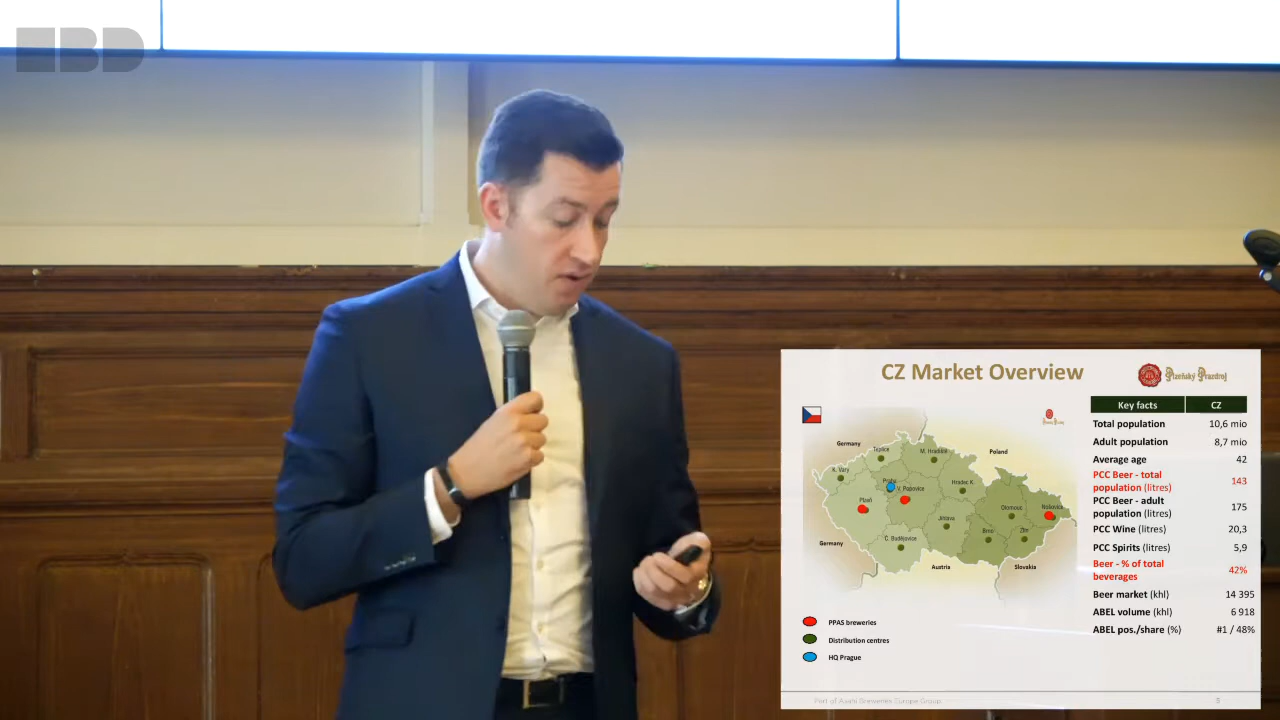 IBD
CZ Market Overview
Plzeňský Prazdroj
Key facts CZ
Total population 10,6 mio
Adult population 8,7 mio
Average age 42
PCC Beer - total
population (litres) 143
PCC Beer - adult
population (litres) 175
PCC Wine (litres) 20,3
PCC Spirits (litres) 5,9
Beer - % of total
beverages 42%
Beer market (khl) 14 395
ABEL volume (khl) 6 918
ABEL pos./share (%) #1 / 48%
Germany
Poland
Teplice
M. Hradiště
K. Vary
Praha
V. Popovice
Hradec K.
Plzeň
Jihlava
Olomouc
Nošovice
Brno
Zlín
Č. Budějovice
Germany
Austria
Slovakia
PPAS breweries
Distribution centres
HQ Prague
Part of Asahi Breweries Europe Group
3